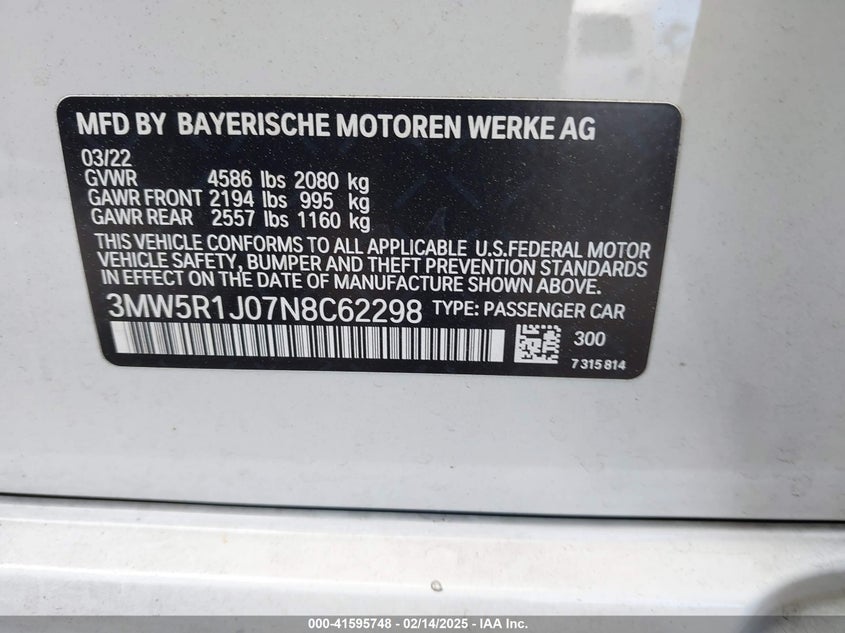 MFD BY BAYERISCHE MOTOREN WERKE AG
03/22
GVWR 4586 lbs 2080 kg
GAWR FRONT 2194 lbs 995 kg
GAWR REAR 2557 lbs 1160 kg
THIS VEHICLE CONFORMS TO ALL APPLICABLE U.S.FEDERAL MOTOR
VEHICLE SAFETY, BUMPER AND THEFT PREVENTION STANDARDS
IN EFFECT ON THE DATE OF MANUFACTURE SHOWN ABOVE.
3MW5R1J07N8C62298 TYPE: PASSENGER CAR
300
7 315 814
000-41595748 - 02/14/2025 - IAA Inc.